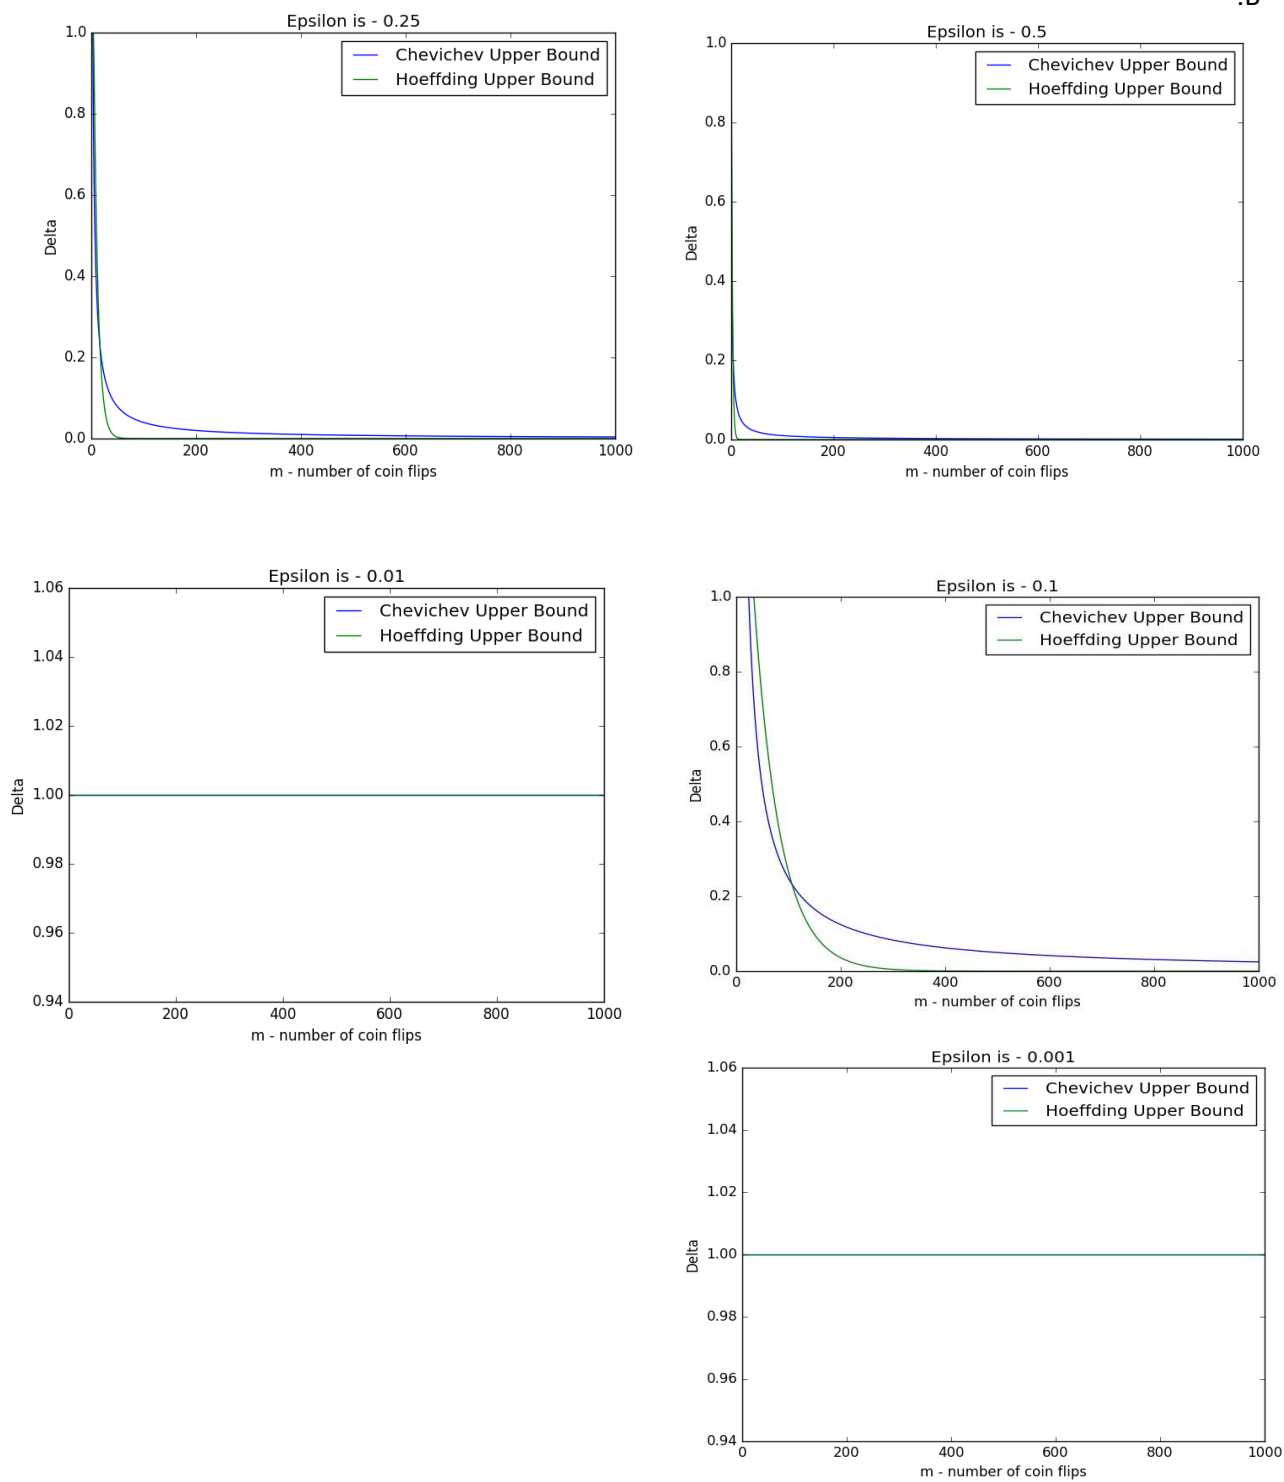 Epsilon is - 0.25
1.0
0.8
0.6
0.4
0.2
0.0
Delta
Chevichev Upper Bound
Hoeffding Upper Bound
0 200 400 600 800 1000
m - number of coin flips
Epsilon is - 0.5
1.0
0.8
0.6
0.4
0.2
0.0
Delta
Chevichev Upper Bound
Hoeffding Upper Bound
0 200 400 600 800 1000
m - number of coin flips
Epsilon is - 0.01
1.06
1.04
1.02
1.00
0.98
0.96
0.94
Delta
Chevichev Upper Bound
Hoeffding Upper Bound
0 200 400 600 800 1000
m - number of coin flips
Epsilon is - 0.1
1.0
0.8
0.6
0.4
0.2
0.0
Delta
Chevichev Upper Bound
Hoeffding Upper Bound
0 200 400 600 800 1000
m - number of coin flips
Epsilon is - 0.001
1.06
1.04
1.02
1.00
0.98
0.96
0.94
Delta
Chevichev Upper Bound
Hoeffding Upper Bound
0 200 400 600 800 1000
m - number of coin flips